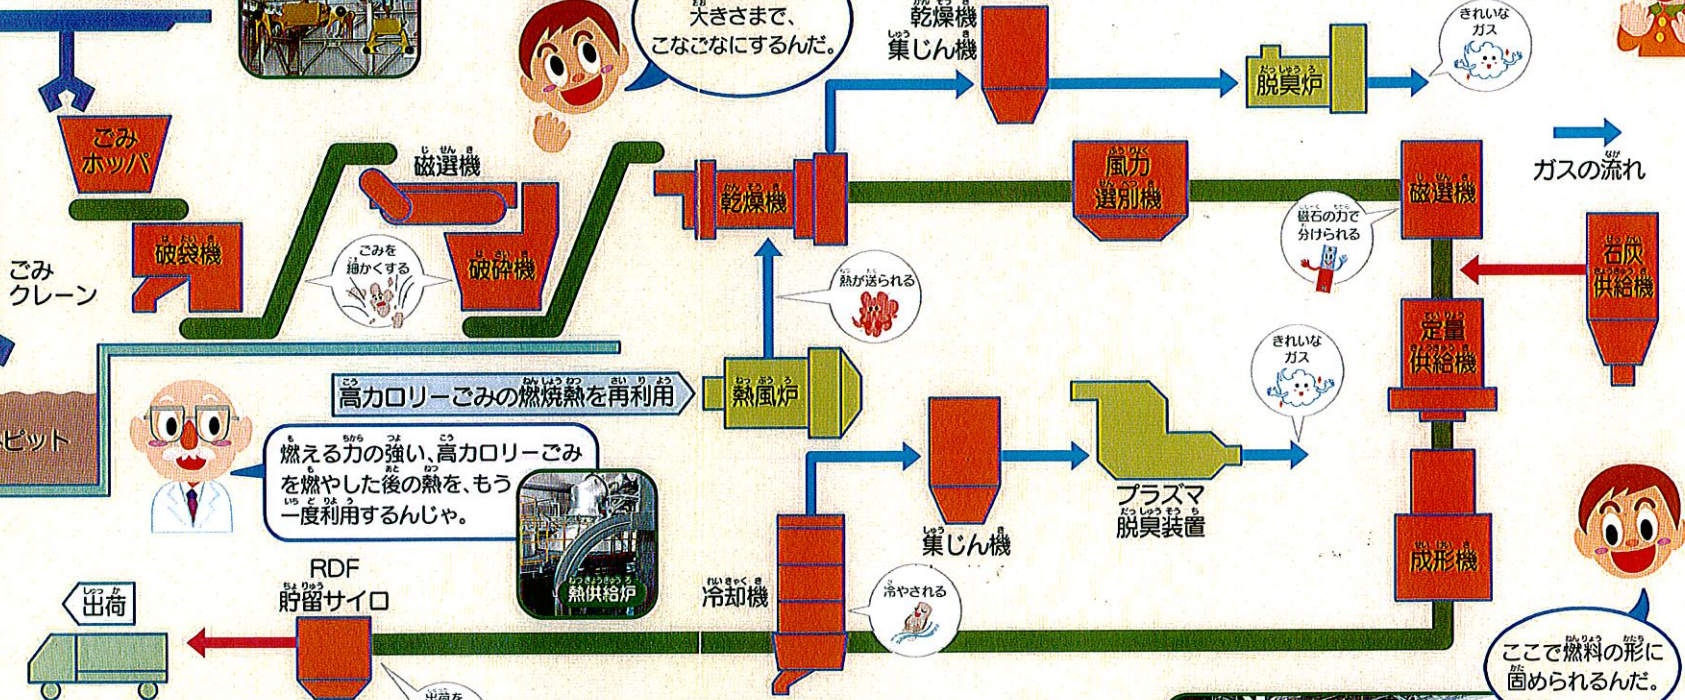 大きさまで、
こなごなにするんだ。
乾燥機
集じん機
脱臭炉
きれいな
ガス
ガスの流れ
ごみ
ホッパ
磁選機
破袋機
ごみを
細かくする
破砕機
乾燥機
風力
選別機
磁選機
磁石の力で
分けられる
石灰
供給機
ごみ
クレーン
熱が送られる
定量
供給機
きれいな
ガス
高カロリーごみの燃焼熱を再利用
熱風炉
ピット
燃える力の強い、高カロリーごみ
を燃やした後の熱を、もう
一度利用するんじゃ。
熱供給炉
集じん機
プラズマ
脱臭装置
成形機
RDF
貯留サイロ
出荷
冷却機
冷やされる
ここで燃料の形に
固められるんだ。
出荷を